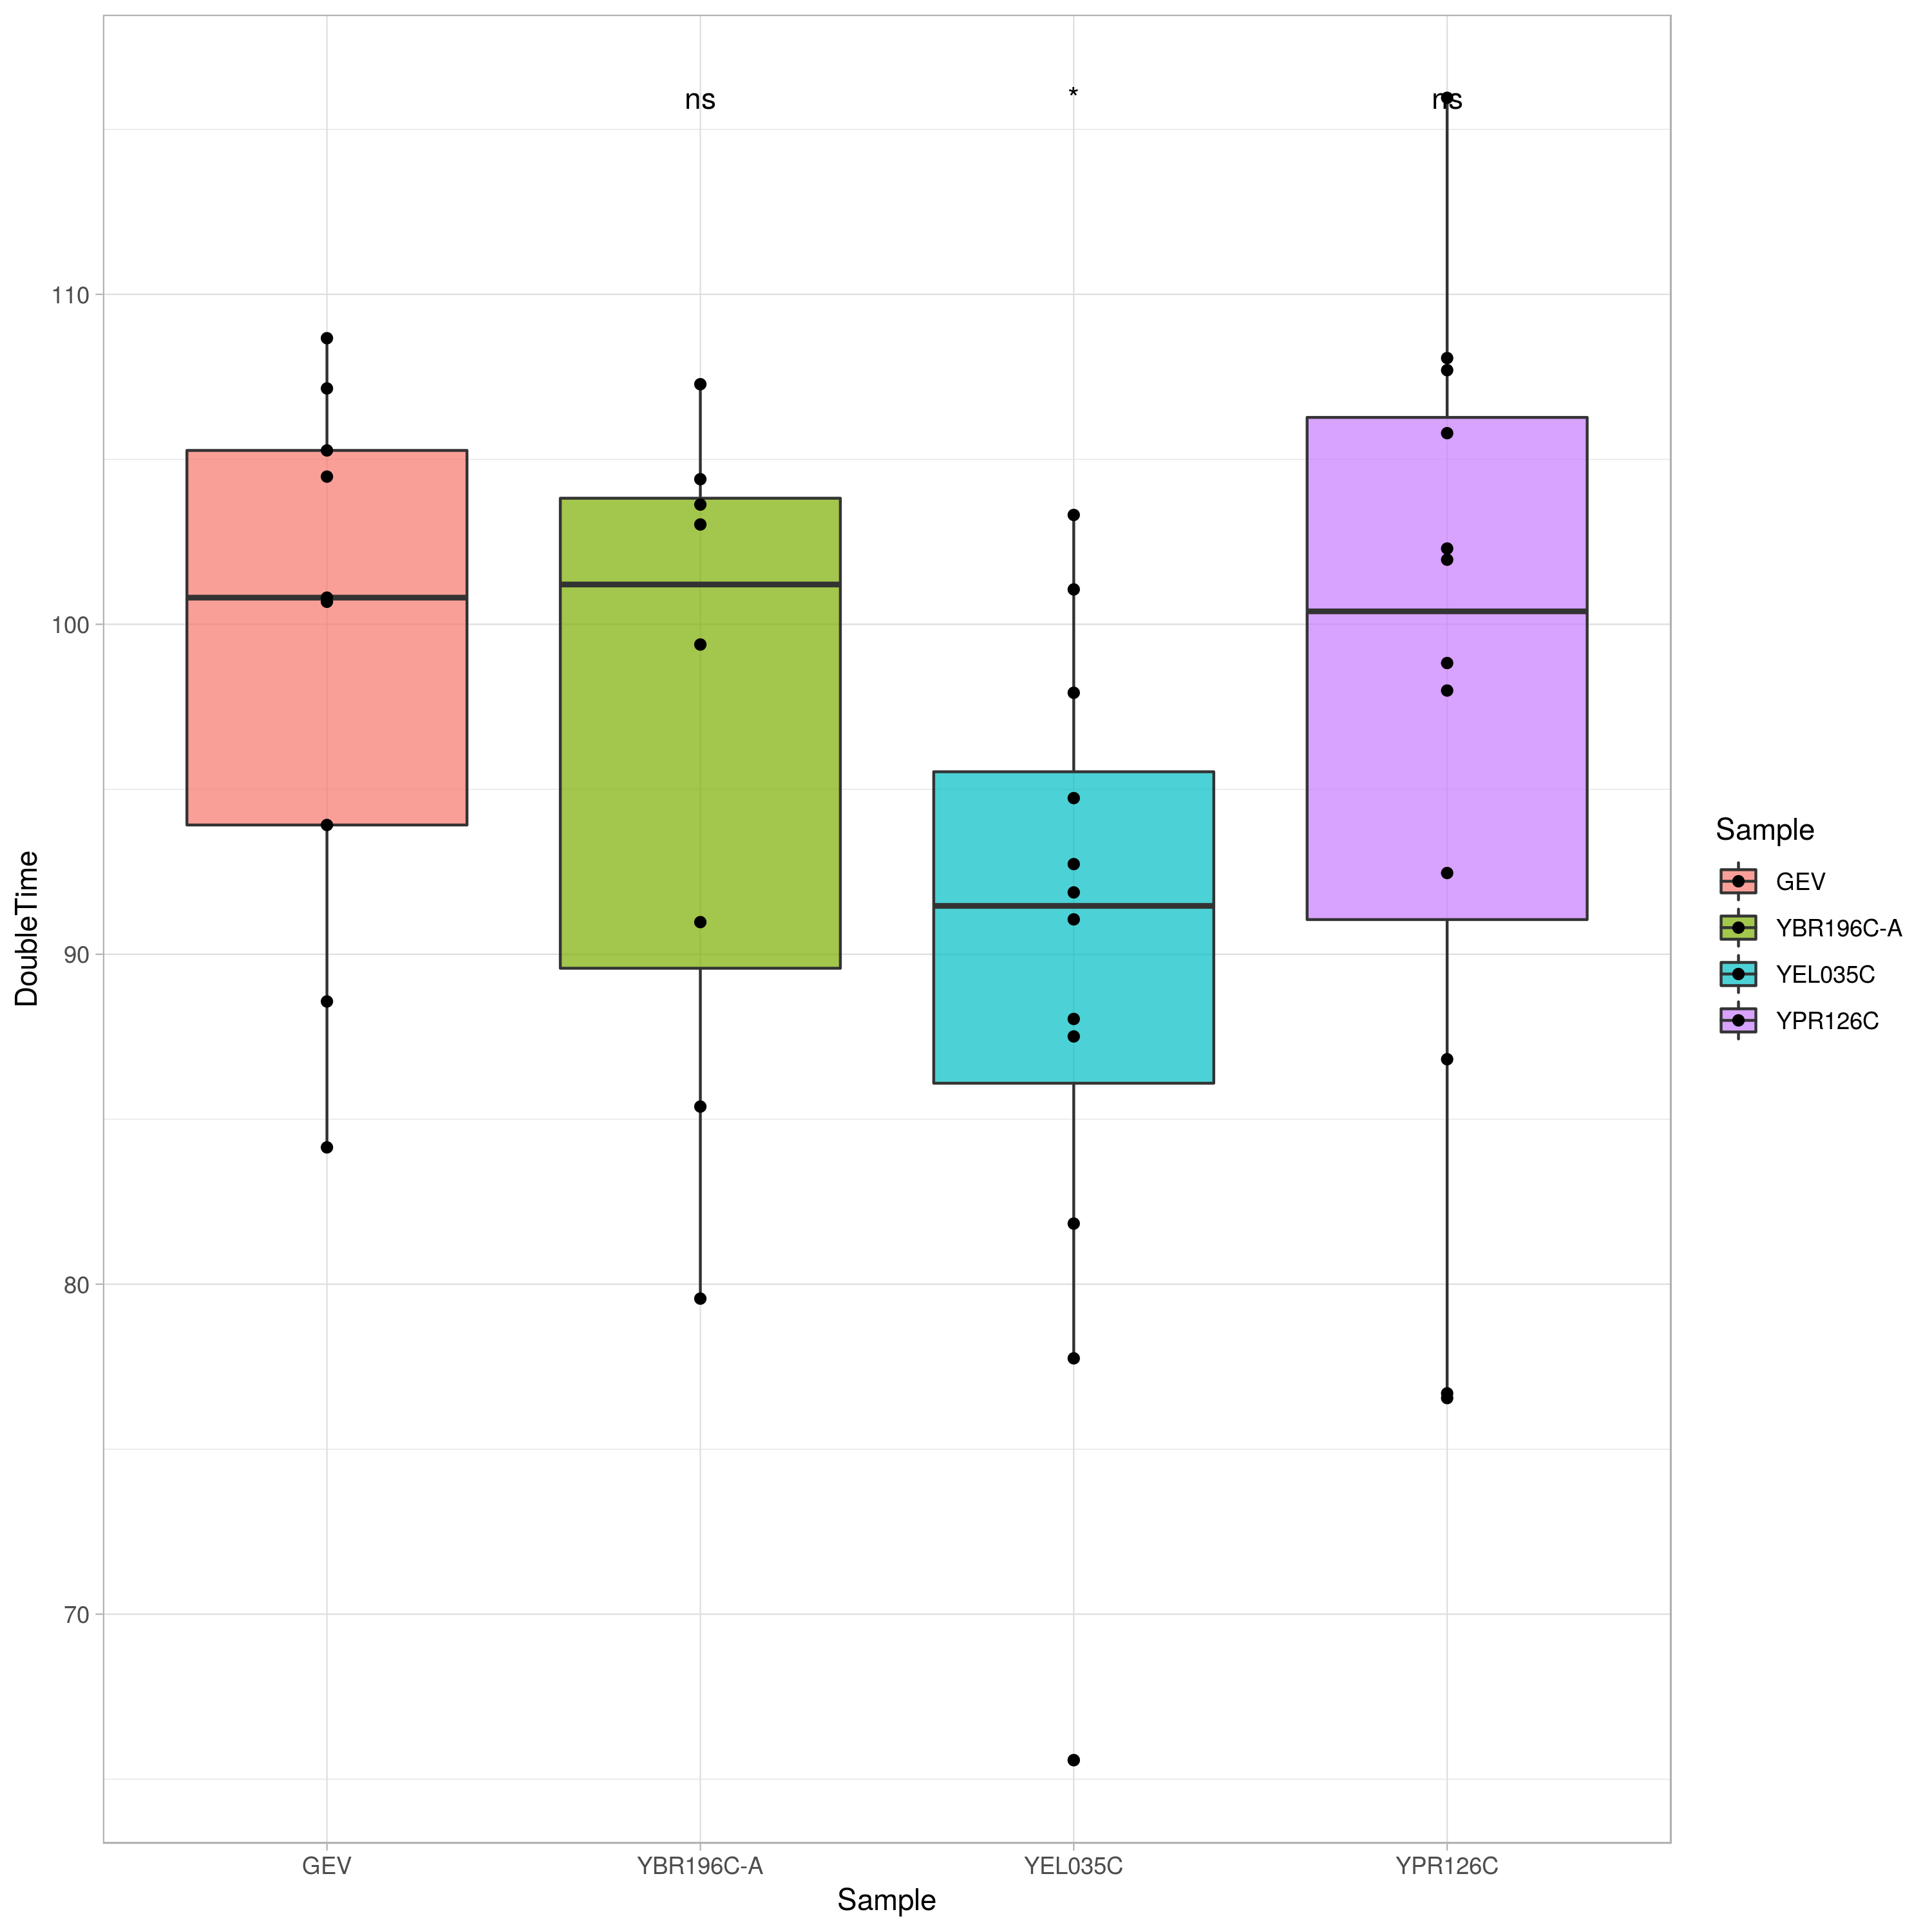 ns
*
ns
110
100
90
80
70
DoubleTime
GEV
YBR196C-A
YEL035C
YPR126C
Sample
Sample
GEV
YBR196C-A
YEL035C
YPR126C